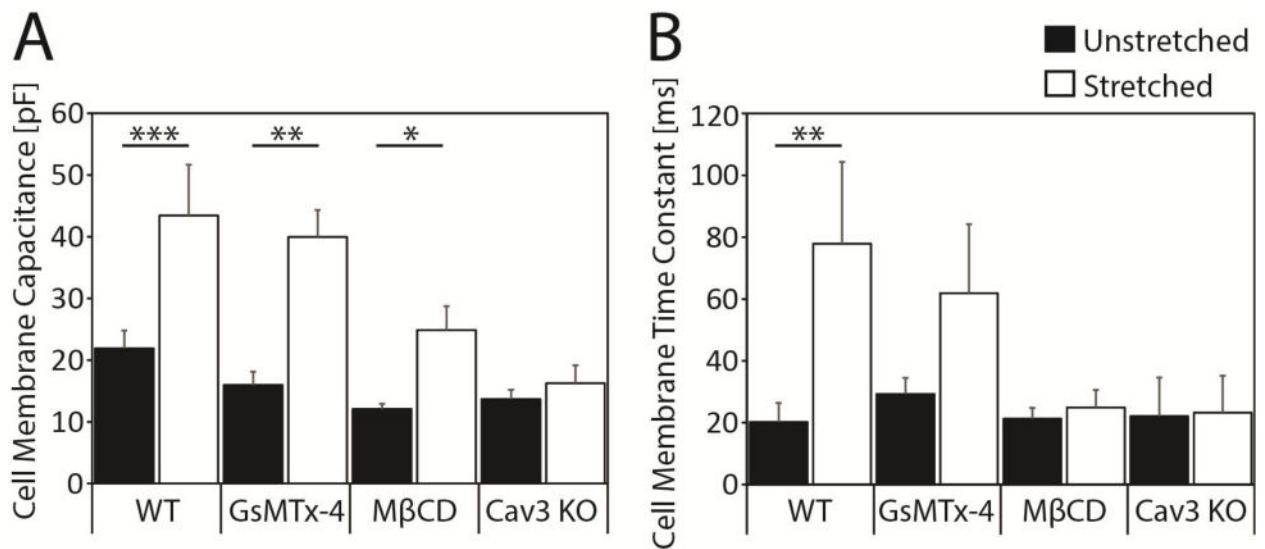 A
Cell Membrane Capacitance [pF]
60
50
40
30
20
10
0
***
**
*
WT
GsMTx-4
MβCD
Cav3 KO
B
Unstretched
Stretched
Cell Membrane Time Constant [ms]
120
100
80
60
40
20
0
**
WT
GsMTx-4
MβCD
Cav3 KO